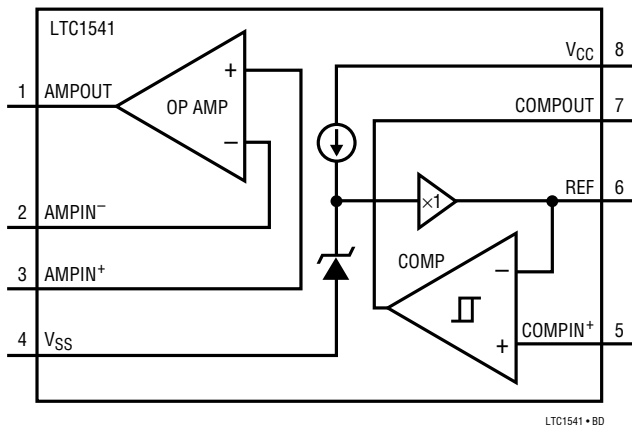 LTC1541
1 AMPOUT
OP AMP
+
−
2 AMPIN−
3 AMPIN+
4 VSS
VCC 8
COMPOUT 7
×1
REF 6
COMP
−
+
COMPIN+ 5
LTC1541 • BD